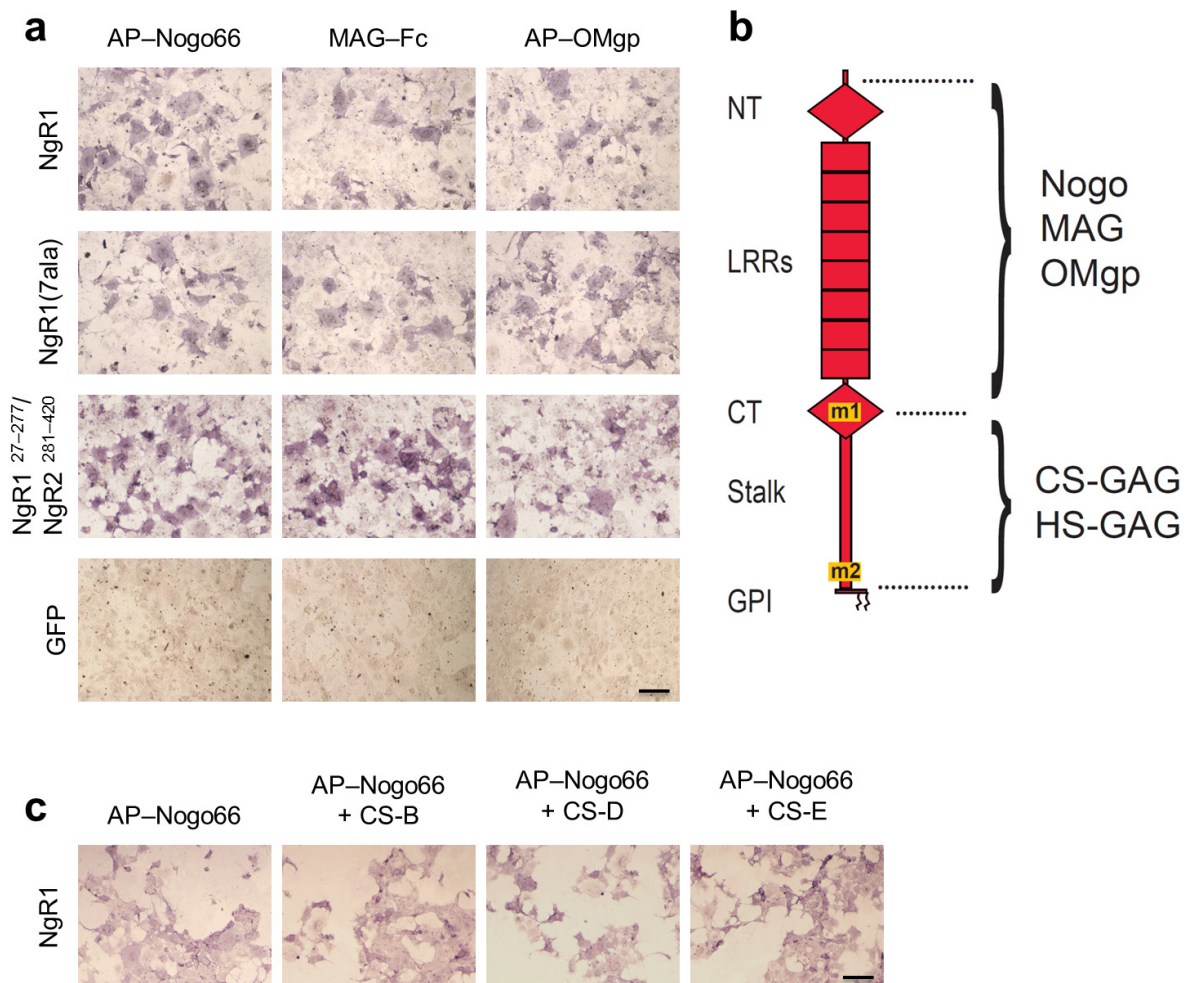 a
AP–Nogo66 MAG–Fc AP–OMgp
NgR1
NgR1(7ala)
NgR1 27–277/
NgR2 281–420
GFP
b
NT
LRRs
CT
m1
Stalk
m2
GPI
Nogo
MAG
OMgp
CS-GAG
HS-GAG
c
AP–Nogo66
AP–Nogo66
+ CS-B
AP–Nogo66
+ CS-D
AP–Nogo66
+ CS-E
NgR1